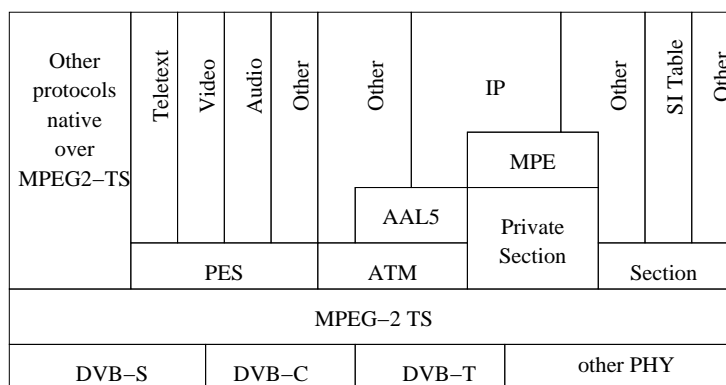 Other
protocols
native
over
MPEG2−TS
Teletext
Video
Audio
Other
Other
IP
Other
SI Table
Other
MPE
AAL5
Private
Section
PES
ATM
Section
MPEG−2 TS
DVB−S
DVB−C
DVB−T
other PHY